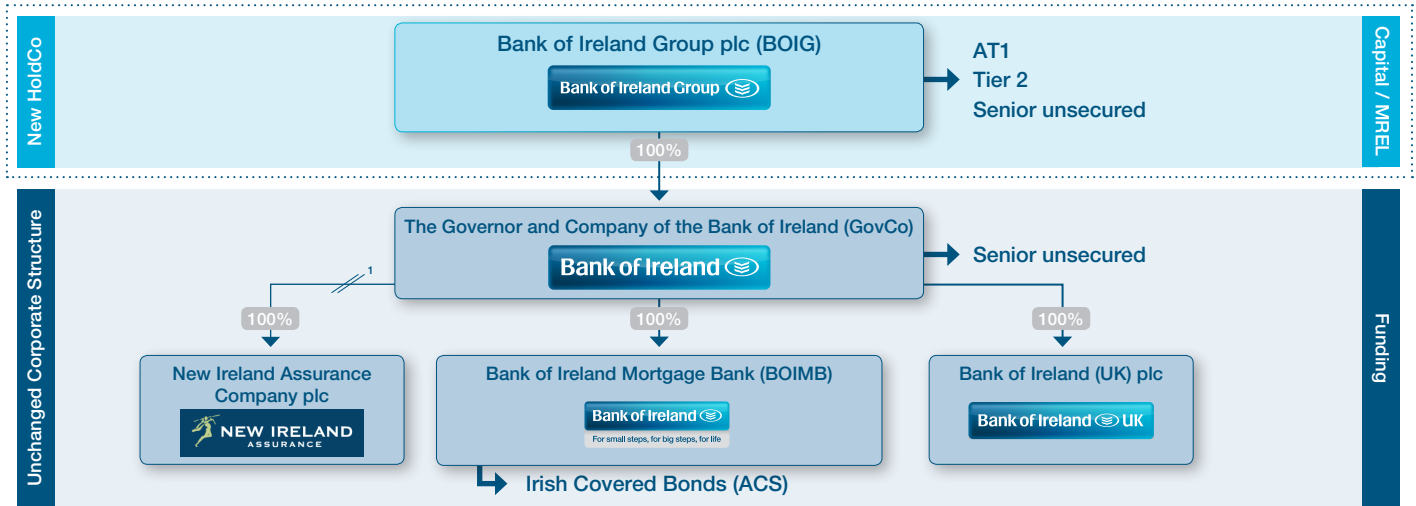 New HoldCo
Bank of Ireland Group plc (BOIG)
Bank of Ireland Group
AT1
Tier 2
Senior unsecured
Capital / MREL
100%
Unchanged Corporate Structure
The Governor and Company of the Bank of Ireland (GovCo)
Bank of Ireland
Senior unsecured
Funding
1
100%
100%
100%
New Ireland Assurance
Company plc
NEW IRELAND
ASSURANCE
Bank of Ireland Mortgage Bank (BOIMB)
Bank of Ireland
For small steps, for big steps, for life
Bank of Ireland (UK) plc
Bank of Ireland UK
Irish Covered Bonds (ACS)